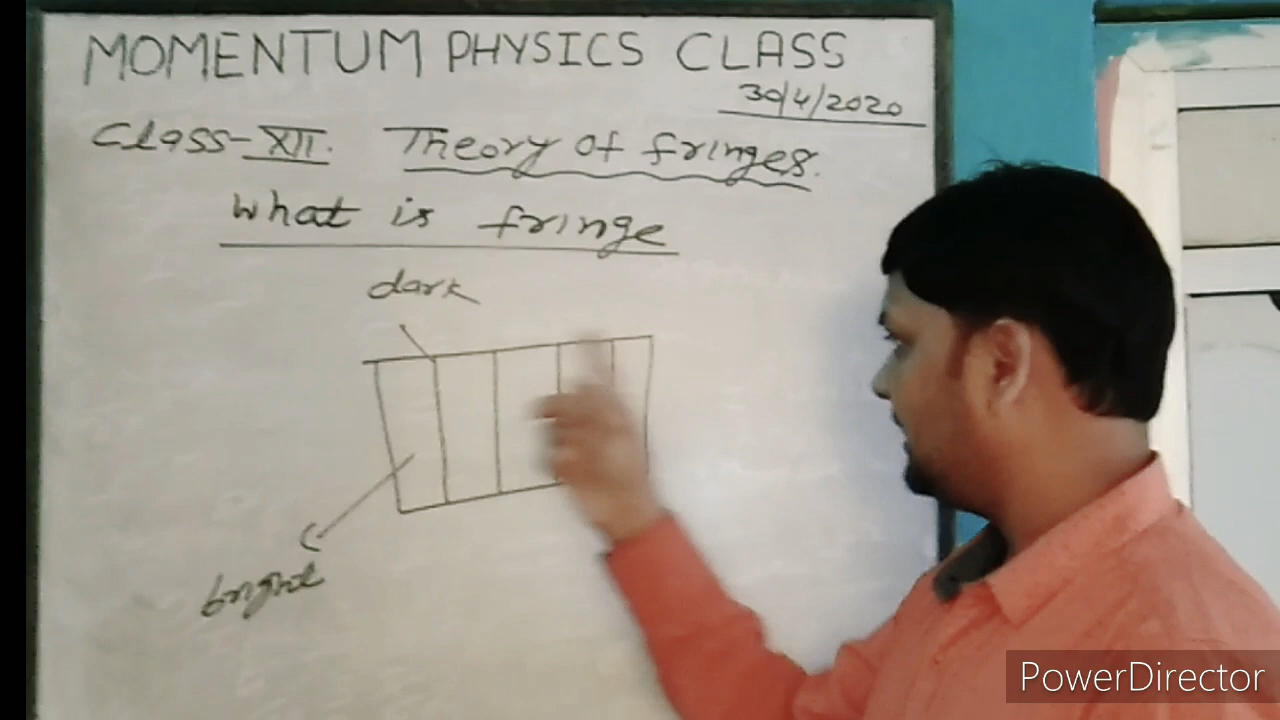 MOMENTUM PHYSICS CLASS
30/4/2020
Class-XII. Theory of fringes.
what is fringe
dark
bright
PowerDirector